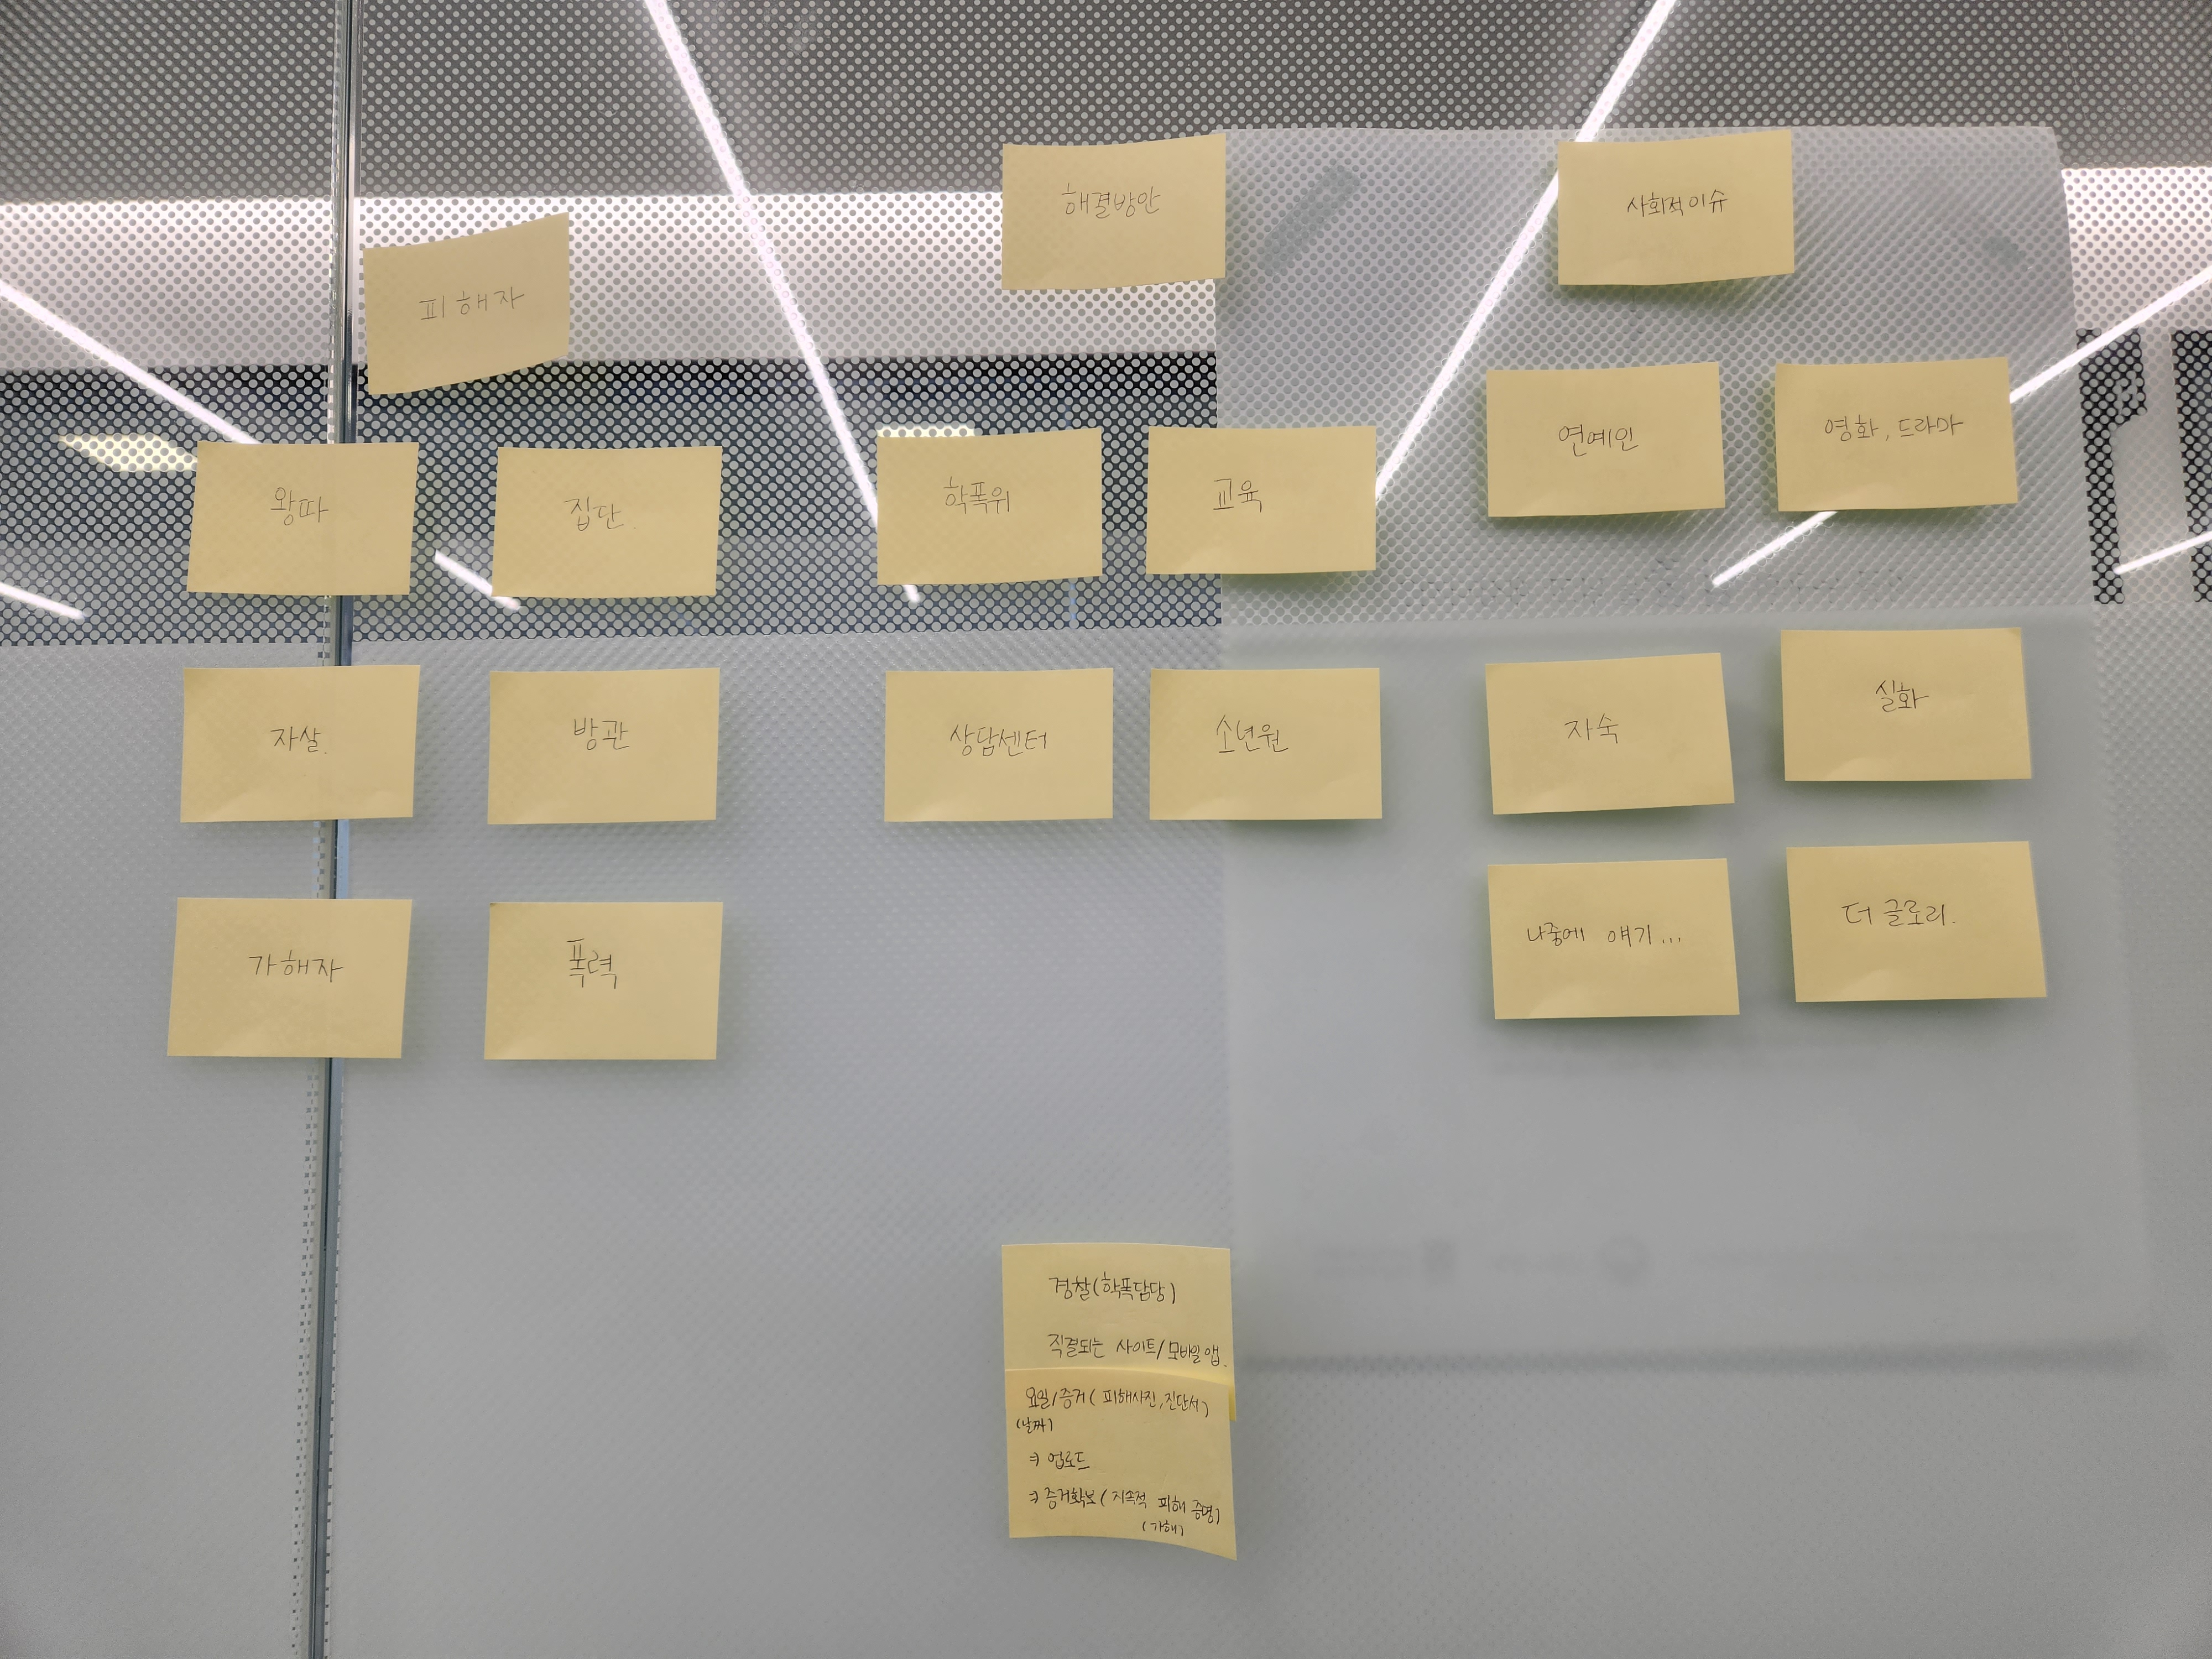 피해자
왕따
집단
자살.
방관
가해자
폭력
해결방안
학폭위
교육
상담센터
소년원
사회적이슈
연예인
영화, 드라마
자숙
실화
나중에 얘기...
더 글로리.
경찰(학폭담당)
직결되는 사이트/모바일앱.
요일/증거(피해사진, 진단서)
(날짜)
⇒ 업로드
⇒ 증거확보(지속적 피해 증명)
(가해)